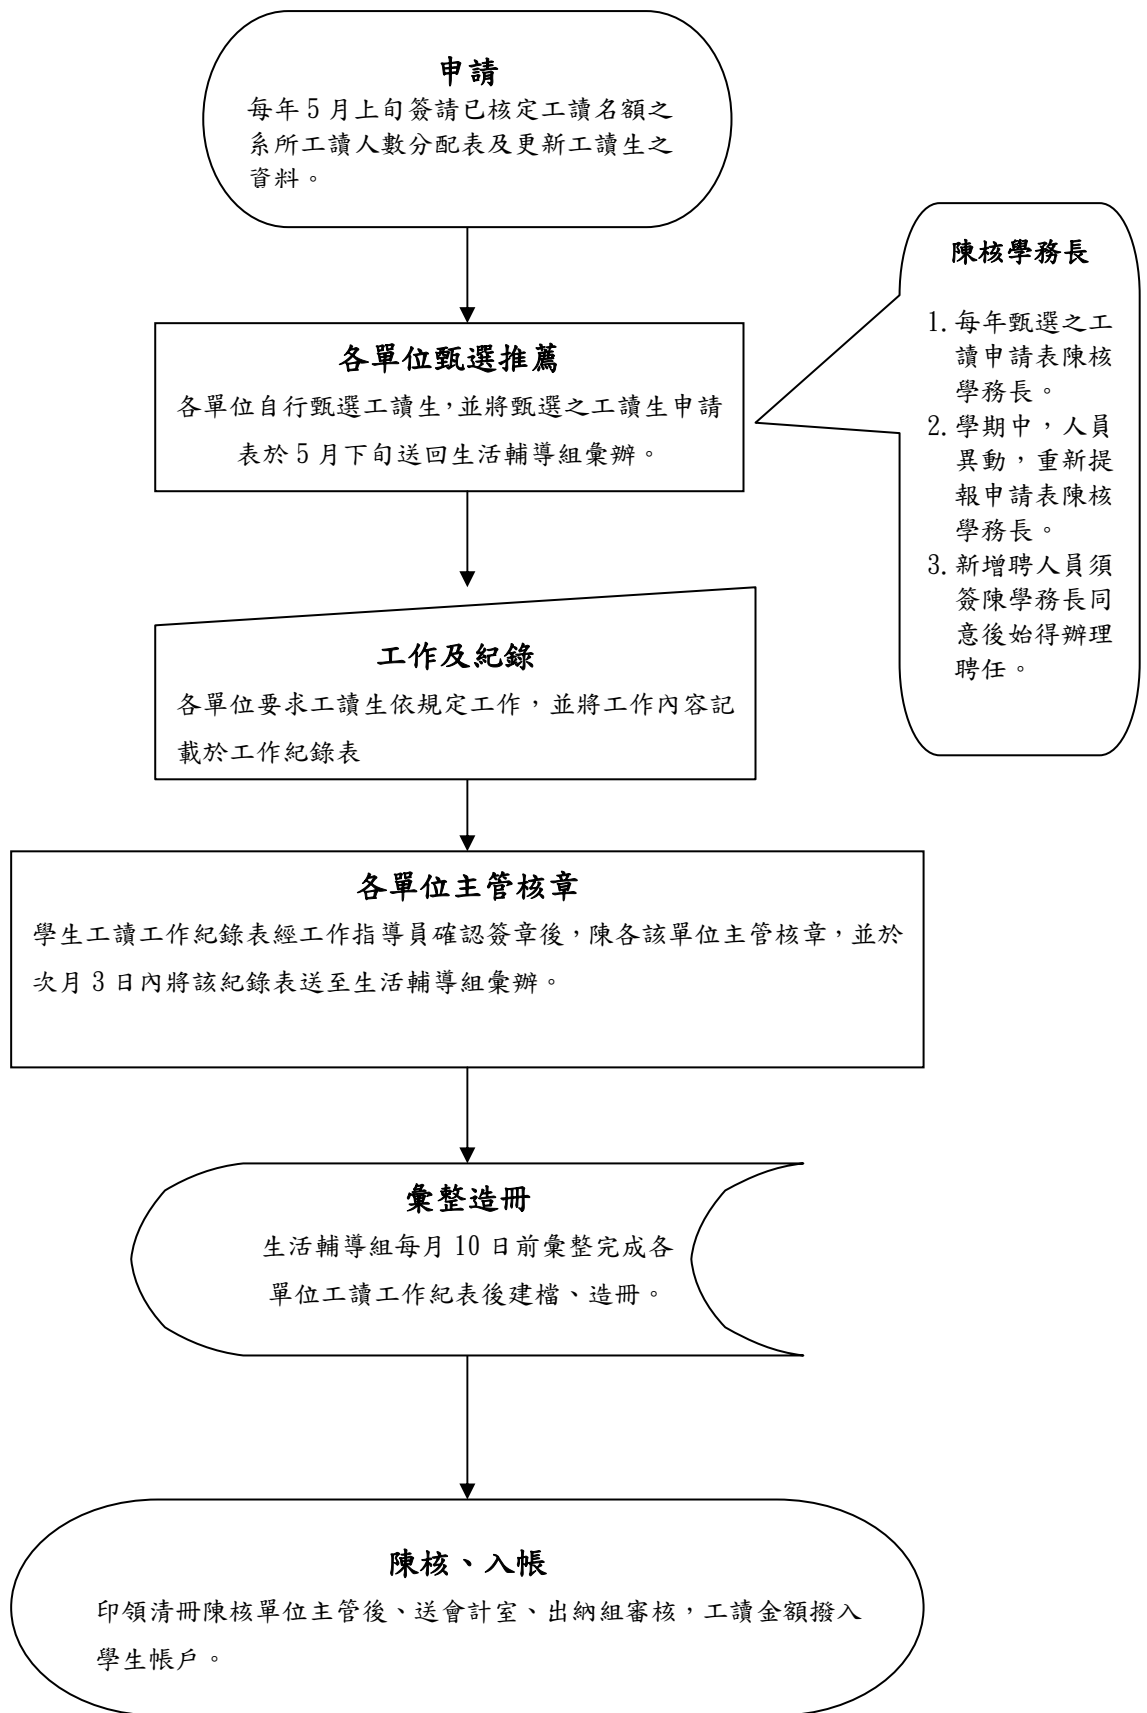 申請
每年 5 月上旬簽請已核定工讀名額之
系所工讀人數分配表及更新工讀生之
資料。
各單位甄選推薦
各單位自行甄選工讀生,並將甄選之工讀生申請
表於 5 月下旬送回生活輔導組彙辦。
陳核學務長
1. 每年甄選之工
讀申請表陳核
學務長。
2. 學期中,人員
異動,重新提
報申請表陳核
學務長。
3. 新增聘人員須
簽陳學務長同
意後始得辦理
聘任。
工作及紀錄
各單位要求工讀生依規定工作,並將工作內容記
載於工作紀錄表
各單位主管核章
學生工讀工作紀錄表經工作指導員確認簽章後,陳各該單位主管核章,並於
次月 3 日內將該紀錄表送至生活輔導組彙辦。
彙整造冊
生活輔導組每月 10 日前彙整完成各
單位工讀工作紀表後建檔、造冊。
陳核、入帳
印領清冊陳核單位主管後、送會計室、出納組審核,工讀金額撥入
學生帳戶。